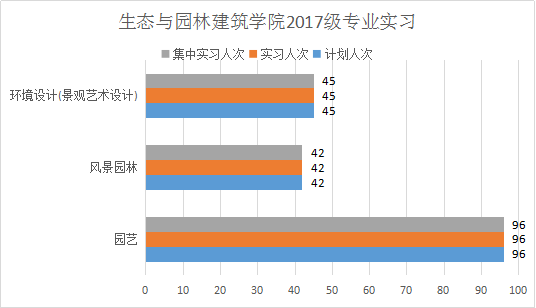 生态与园林建筑学院2017级专业实习
集中实习人次 实习人次 计划人次
环境设计(景观艺术设计)
45
45
45
风景园林
42
42
42
园艺
96
96
96
0 10 20 30 40 50 60 70 80 90 100